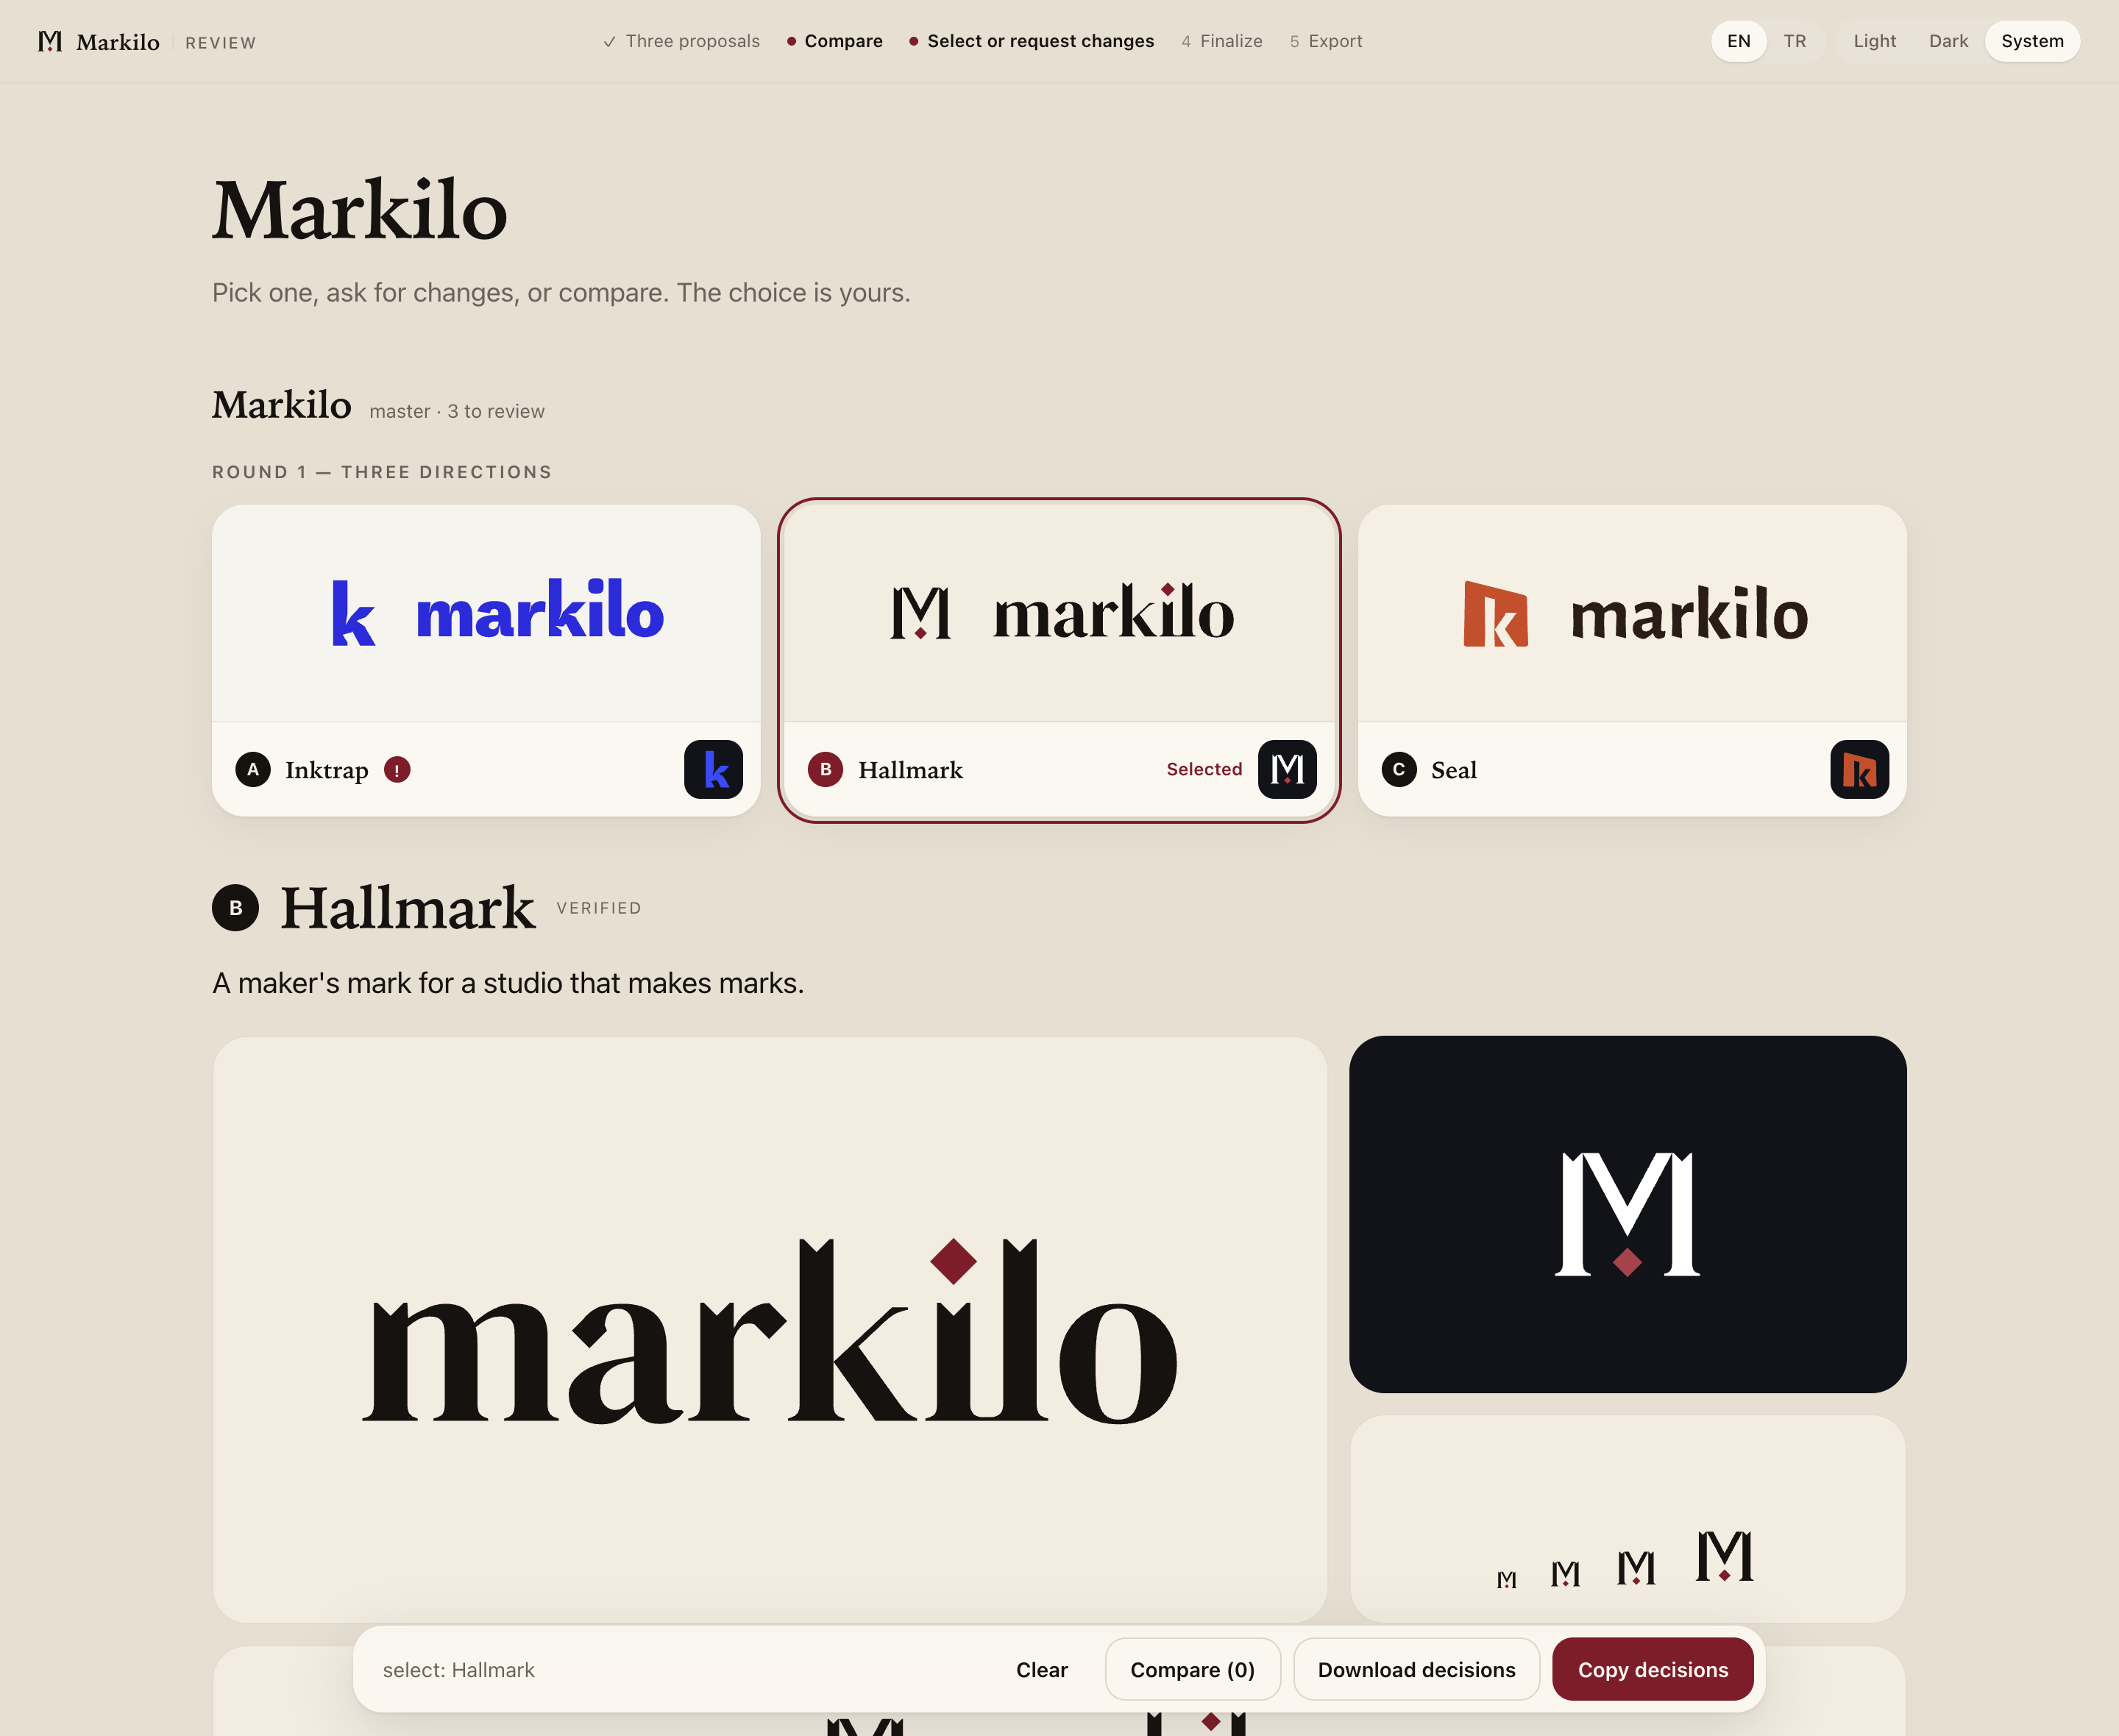 M Markilo REVIEW
✓ Three proposals Compare Select or request changes 4 Finalize 5 Export
EN TR Light Dark System
Markilo
Pick one, ask for changes, or compare. The choice is yours.
Markilo master · 3 to review
ROUND 1 — THREE DIRECTIONS
k markilo
M markilo
k markilo
A Inktrap ! k
B Hallmark Selected M
C Seal k
B Hallmark VERIFIED
A maker's mark for a studio that makes marks.
markilo
M
M M M M
select: Hallmark Clear Compare (0) Download decisions Copy decisions